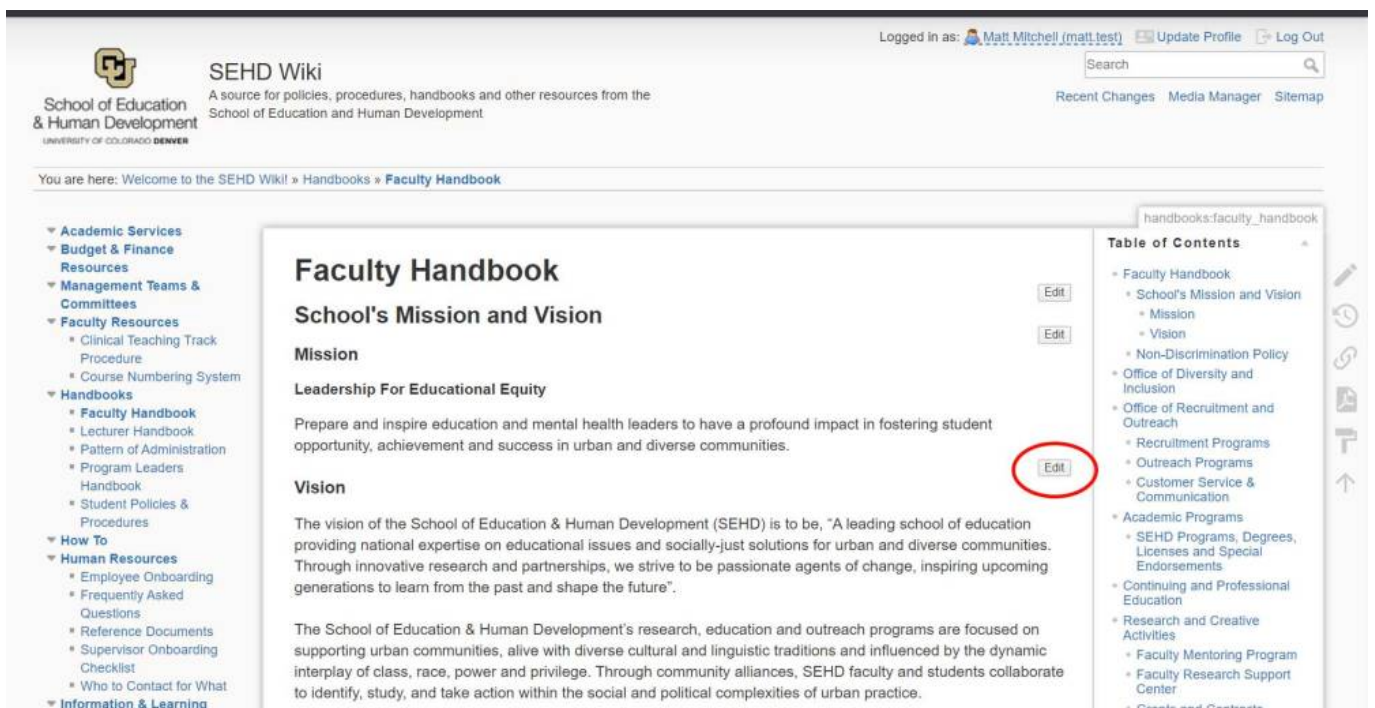 Logged in as: Matt Mitchell (matt.test) Update Profile Log Out
SEHD Wiki
A source for policies, procedures, handbooks and other resources from the
School of Education and Human Development
School of Education
& Human Development
UNIVERSITY OF COLORADO DENVER
Search
Recent Changes Media Manager Sitemap
You are here: Welcome to the SEHD Wiki! » Handbooks » Faculty Handbook
Academic Services
Budget & Finance
Resources
Management Teams &
Committees
Faculty Resources
Clinical Teaching Track
Procedure
Course Numbering System
Handbooks
Faculty Handbook
Lecturer Handbook
Pattern of Administration
Program Leaders
Handbook
Student Policies &
Procedures
How To
Human Resources
Employee Onboarding
Frequently Asked
Questions
Reference Documents
Supervisor Onboarding
Checklist
Who to Contact for What
Information & Learning
Faculty Handbook
Edit
School's Mission and Vision
Edit
Mission
Leadership For Educational Equity
Prepare and inspire education and mental health leaders to have a profound impact in fostering student
opportunity, achievement and success in urban and diverse communities.
Edit
Vision
The vision of the School of Education & Human Development (SEHD) is to be, “A leading school of education
providing national expertise on educational issues and socially-just solutions for urban and diverse communities.
Through innovative research and partnerships, we strive to be passionate agents of change, inspiring upcoming
generations to learn from the past and shape the future”.
The School of Education & Human Development's research, education and outreach programs are focused on
supporting urban communities, alive with diverse cultural and linguistic traditions and influenced by the dynamic
interplay of class, race, power and privilege. Through community alliances, SEHD faculty and students collaborate
to identify, study, and take action within the social and political complexities of urban practice.
handbooks:faculty_handbook
Table of Contents
Faculty Handbook
School's Mission and Vision
Mission
Vision
Non-Discrimination Policy
Office of Diversity and
Inclusion
Office of Recruitment and
Outreach
Recruitment Programs
Outreach Programs
Customer Service &
Communication
Academic Programs
SEHD Programs, Degrees,
Licenses and Special
Endorsements
Continuing and Professional
Education
Research and Creative
Activities
Faculty Mentoring Program
Faculty Research Support
Center
Grants and Contracts